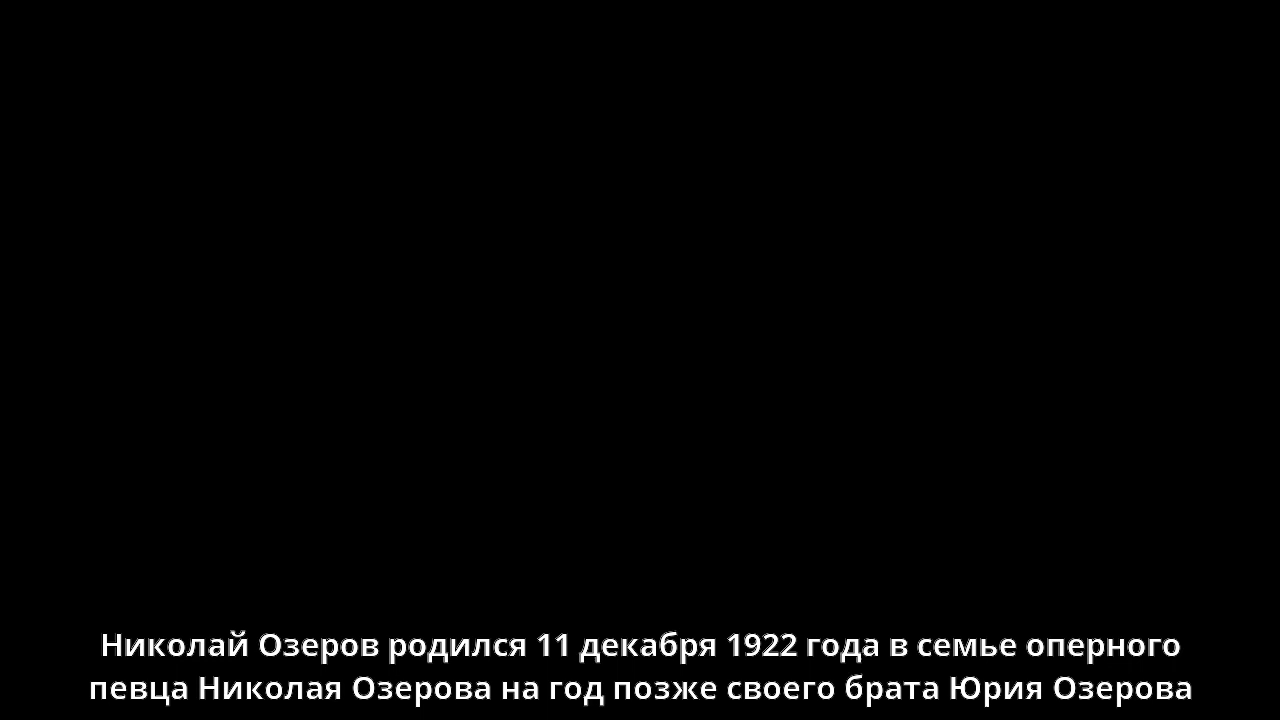 Николай Озеров родился 11 декабря 1922 года в семье оперного
певца Николая Озерова на год позже своего брата Юрия Озерова